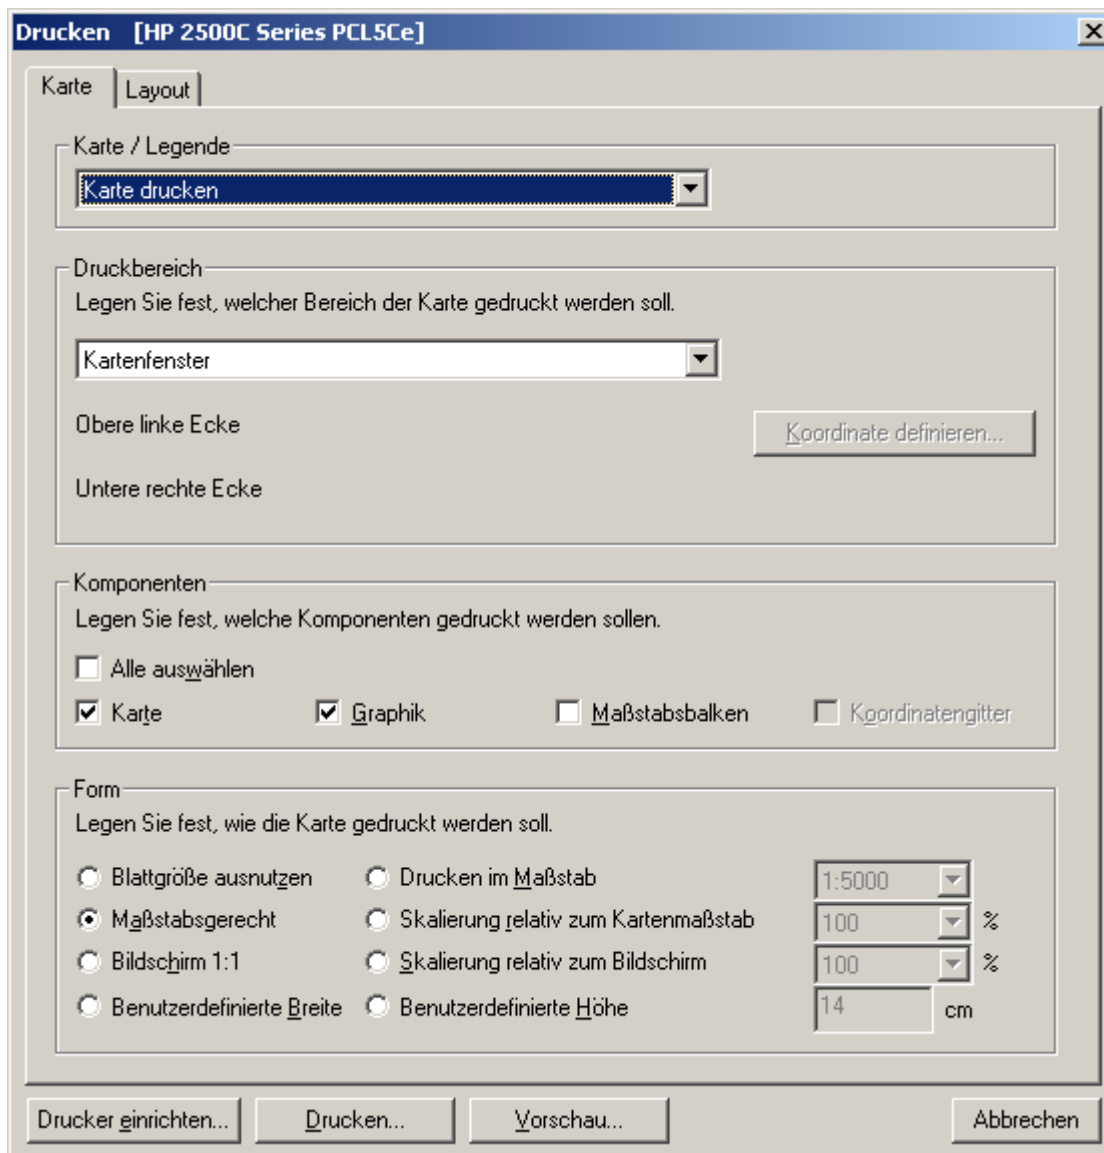 Drucken [HP 2500C Series PCL5Ce]
Karte Layout
Karte / Legende
Karte drucken
Druckbereich
Legen Sie fest, welcher Bereich der Karte gedruckt werden soll.
Kartenfenster
Obere linke Ecke
Koordinate definieren...
Untere rechte Ecke
Komponenten
Legen Sie fest, welche Komponenten gedruckt werden sollen.
Alle auswählen
Karte Graphik Maßstabsbalken Koordinatengitter
Form
Legen Sie fest, wie die Karte gedruckt werden soll.
Blattgröße ausnutzen Drucken im Maßstab 1:5000
Maßstabsgerecht Skalierung relativ zum Kartenmaßstab 100 %
Bildschirm 1:1 Skalierung relativ zum Bildschirm 100 %
Benutzerdefinierte Breite Benutzerdefinierte Höhe 14 cm
Drucker einrichten... Drucken... Vorschau... Abbrechen